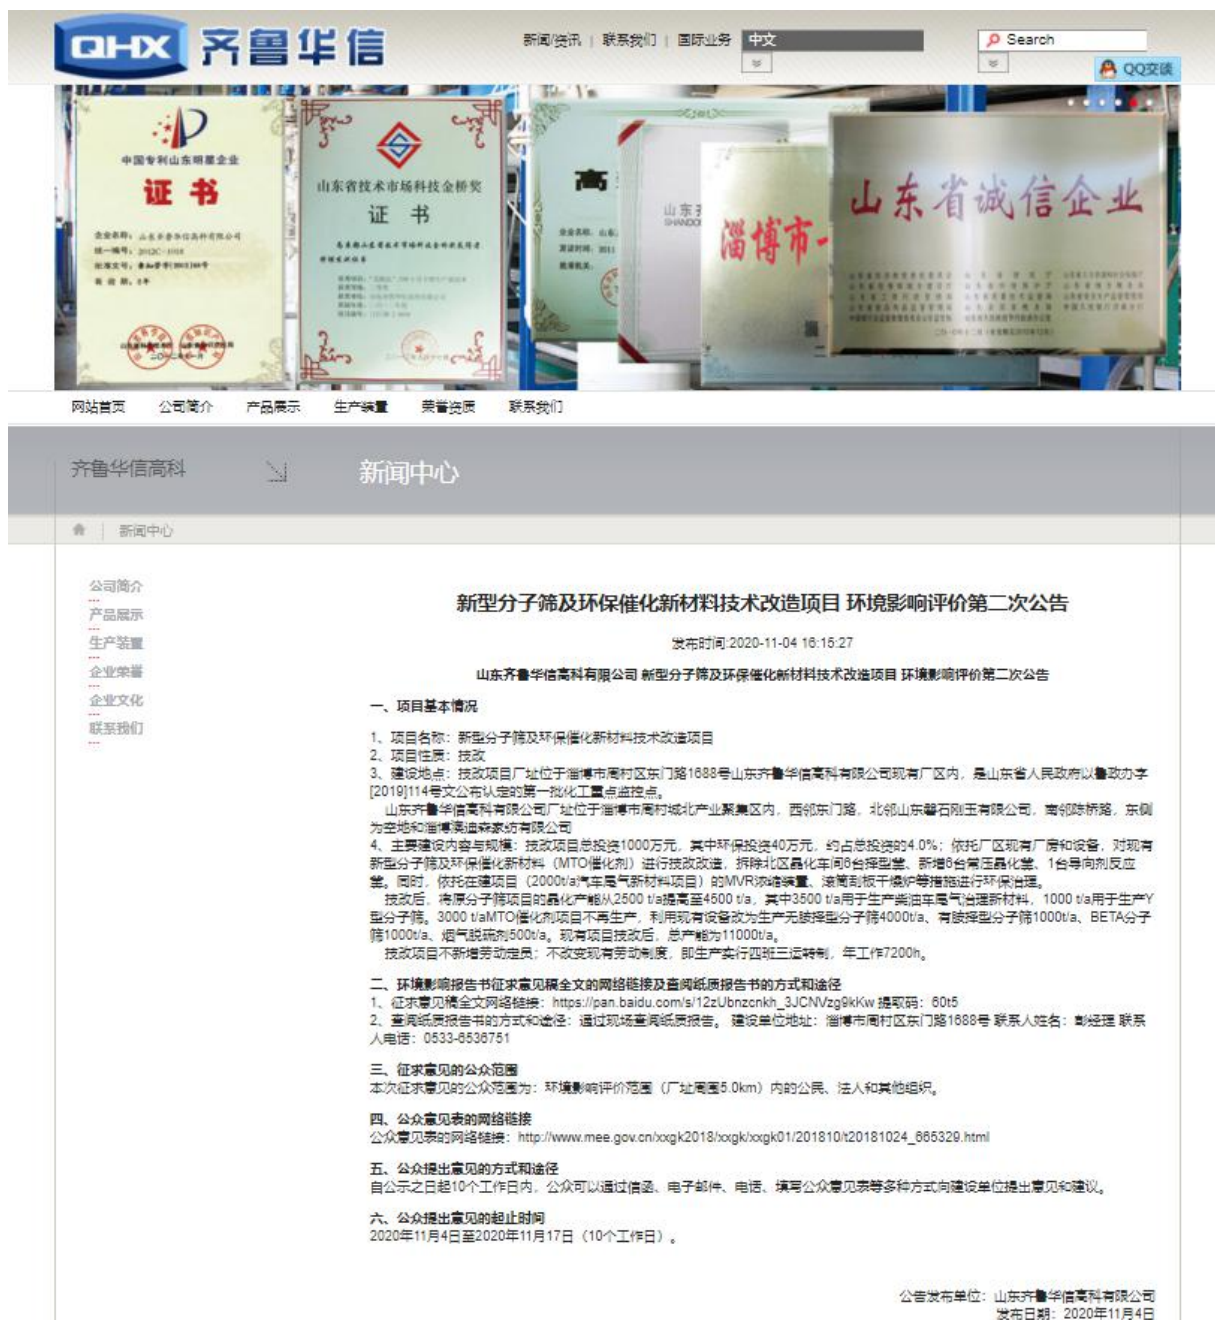 QHX 齐鲁华信
新闻/资讯 | 联系我们 | 国际业务 中文 Search
QQ交谈
中国专利山东明星企业
证书
企业名称：山东齐鲁华信高科有限公司
山东省技术市场科技金桥奖
证 书
高
山东
SHANDO
淄博市
山东省诚信企业
网站首页 公司简介 产品展示 生产装置 荣誉资质 联系我们
齐鲁华信高科 新闻中心
新闻中心
公司简介
产品展示
生产装置
企业荣誉
企业文化
联系我们
新型分子筛及环保催化新材料技术改造项目 环境影响评价第二次公告
发布时间:2020-11-04 16:15:27
山东齐鲁华信高科有限公司 新型分子筛及环保催化新材料技术改造项目 环境影响评价第二次公告
一、项目基本情况
1、项目名称：新型分子筛及环保催化新材料技术改造项目
2、项目性质：技改
3、建设地点：技改项目厂址位于淄博市周村区东门路1688号山东齐鲁华信高科有限公司现有厂区内，是山东省人民政府以鲁政办字
[2019]114号文公布认定的第一批化工重点监控点。
山东齐鲁华信高科有限公司厂址位于淄博市周村城北产业聚集区内，西邻东门路，北邻山东磐石刚玉有限公司，南邻陈桥路，东侧
为空地和淄博澳迪森家纺有限公司
4、主要建设内容与规模：技改项目总投资1000万元，其中环保投资40万元，约占总投资的4.0%；依托厂区现有厂房和设备，对现有
新型分子筛及环保催化新材料（MTO催化剂）进行技改改造，拆除北区晶化车间6台择型釜、新增6台常压晶化釜、1台导向剂反应
釜。同时，依托在建项目（2000t/a汽车尾气新材料项目）的MVR浓缩装置、滚筒刮板干燥炉等措施进行环保治理。
技改后，将原分子筛项目的晶化产能从2500 t/a提高至4500 t/a，其中3500 t/a用于生产柴油车尾气治理新材料，1000 t/a用于生产Y
型分子筛。3000 t/aMTO催化剂项目不再生产，利用现有设备改为生产无胺择型分子筛4000t/a、有胺择型分子筛1000t/a、BETA分子
筛1000t/a、烟气脱硫剂500t/a。现有项目技改后，总产能为11000t/a。
技改项目不新增劳动定员；不改变现有劳动制度，即生产实行四班三运转制，年工作7200h。
二、环境影响报告书征求意见稿全文的网络链接及查阅纸质报告书的方式和途径
1、征求意见稿全文网络链接：https://pan.baidu.com/s/12zUbnzcnkh_3JCNVzg9kKw 提取码：60t5
2、查阅纸质报告书的方式和途径：通过现场查阅纸质报告。 建设单位地址：淄博市周村区东门路1688号 联系人姓名：彭经理 联系
人电话：0533-6536751
三、征求意见的公众范围
本次征求意见的公众范围为：环境影响评价范围（厂址周围5.0km）内的公民、法人和其他组织。
四、公众意见表的网络链接
公众意见表的网络链接：http://www.mee.gov.cn/xxgk2018/xxgk/xxgk01/201810/t20181024_665329.html
五、公众提出意见的方式和途径
自公示之日起10个工作日内，公众可以通过信函、电子邮件、电话、填写公众意见表等多种方式向建设单位提出意见和建议。
六、公众提出意见的起止时间
2020年11月4日至2020年11月17日（10个工作日）。
公告发布单位：山东齐鲁华信高科有限公司
发布日期：2020年11月4日